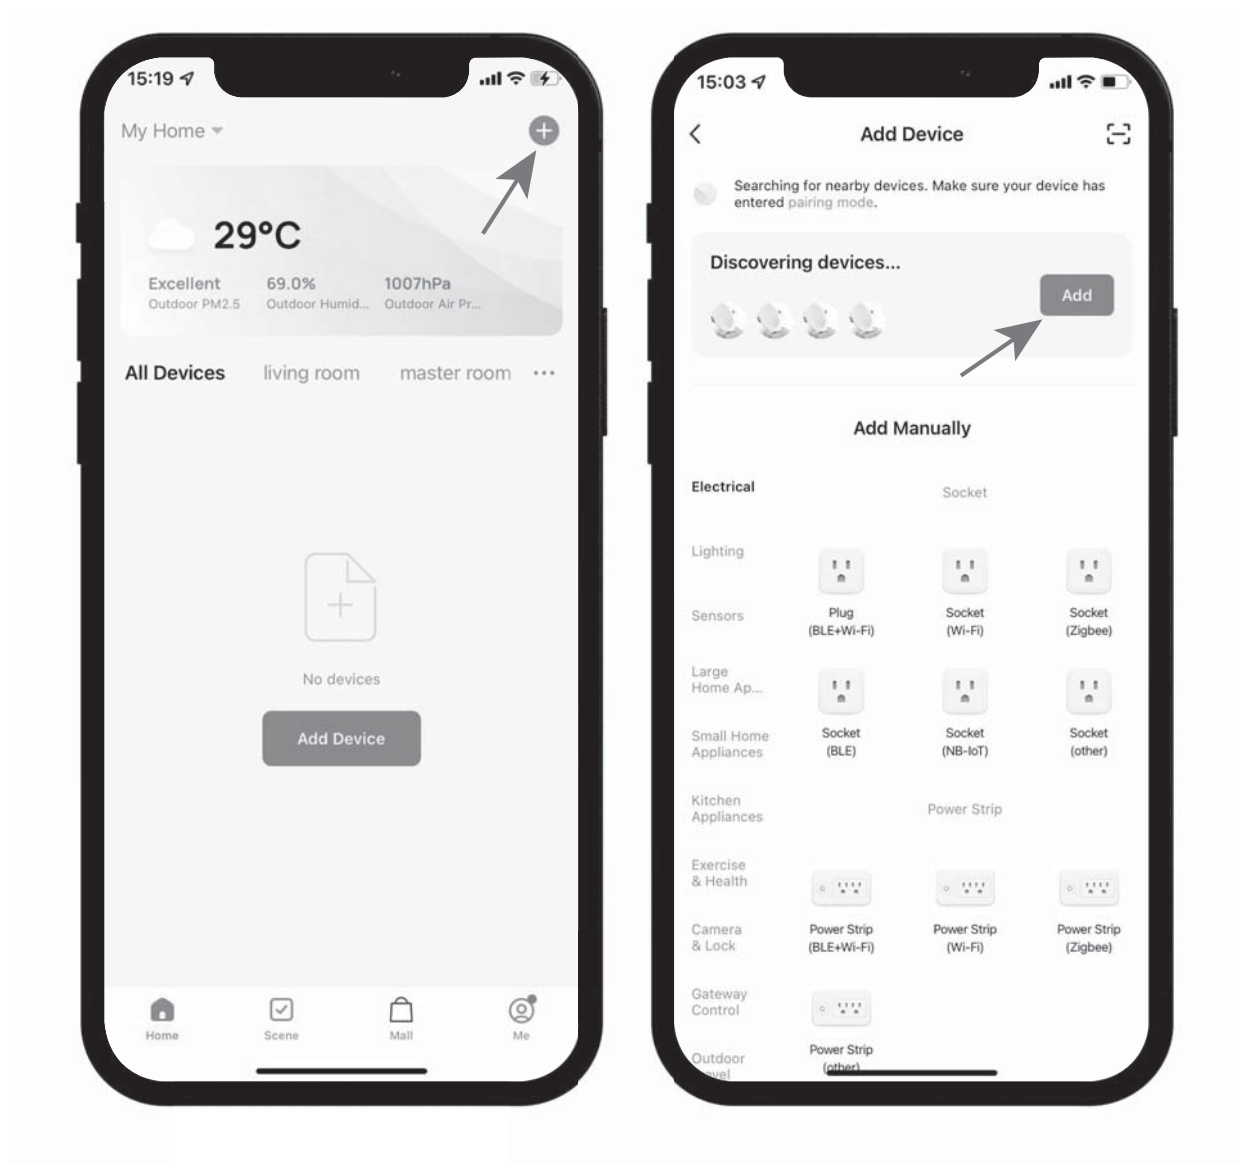 15:19
My Home
29°C
Excellent 69.0% 1007hPa
Outdoor PM2.5 Outdoor Humid... Outdoor Air Pr...
All Devices living room master room ...
No devices
Add Device
Home Scene Mall Me
15:03
Add Device
Searching for nearby devices. Make sure your device has
entered pairing mode.
Discovering devices...
Add
Add Manually
Electrical
Lighting
Sensors
Large
Home Ap...
Small Home
Appliances
Kitchen
Appliances
Exercise
& Health
Camera
& Lock
Gateway
Control
Outdoor
Socket
Plug
(BLE+Wi-Fi)
Socket
(Wi-Fi)
Socket
(Zigbee)
Socket
(BLE)
Socket
(NB-IoT)
Socket
(other)
Power Strip
Power Strip
(BLE+Wi-Fi)
Power Strip
(Wi-Fi)
Power Strip
(Zigbee)
Power Strip
(other)